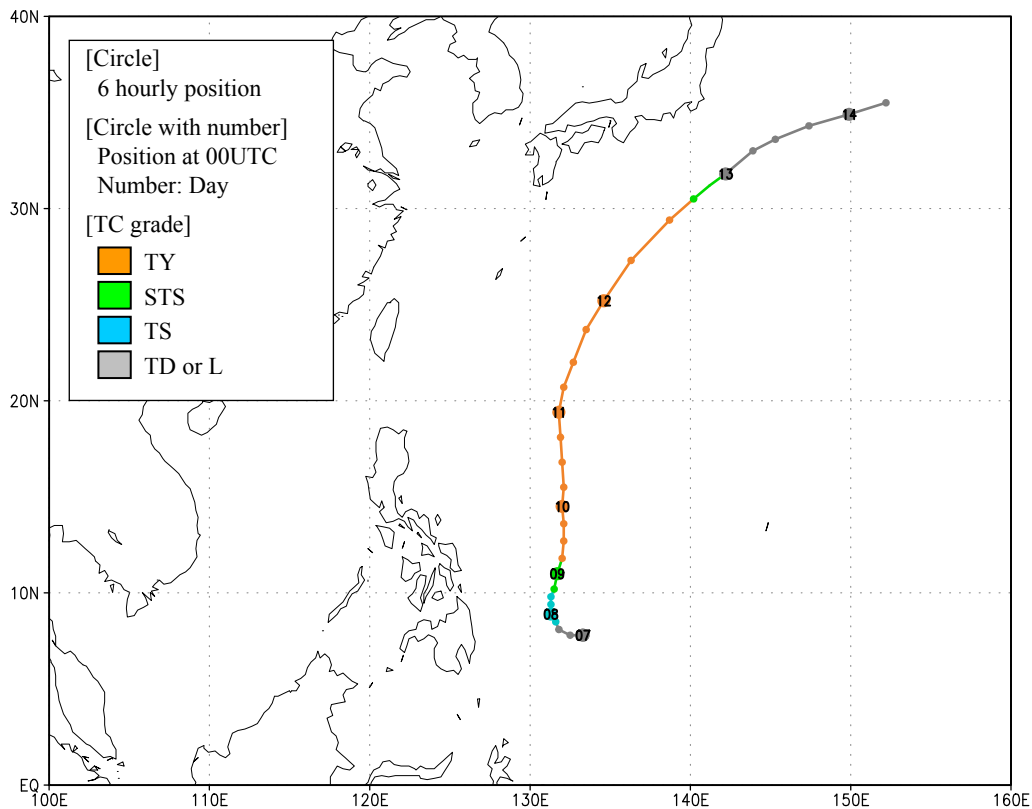 40N
[Circle]
6 hourly position
[Circle with number]
Position at 00UTC
Number: Day
[TC grade]
TY
STS
TS
TD or L
14
13
30N
12
11
20N
10
09
10N
08
07
EQ
100E 110E 120E 130E 140E 150E 160E